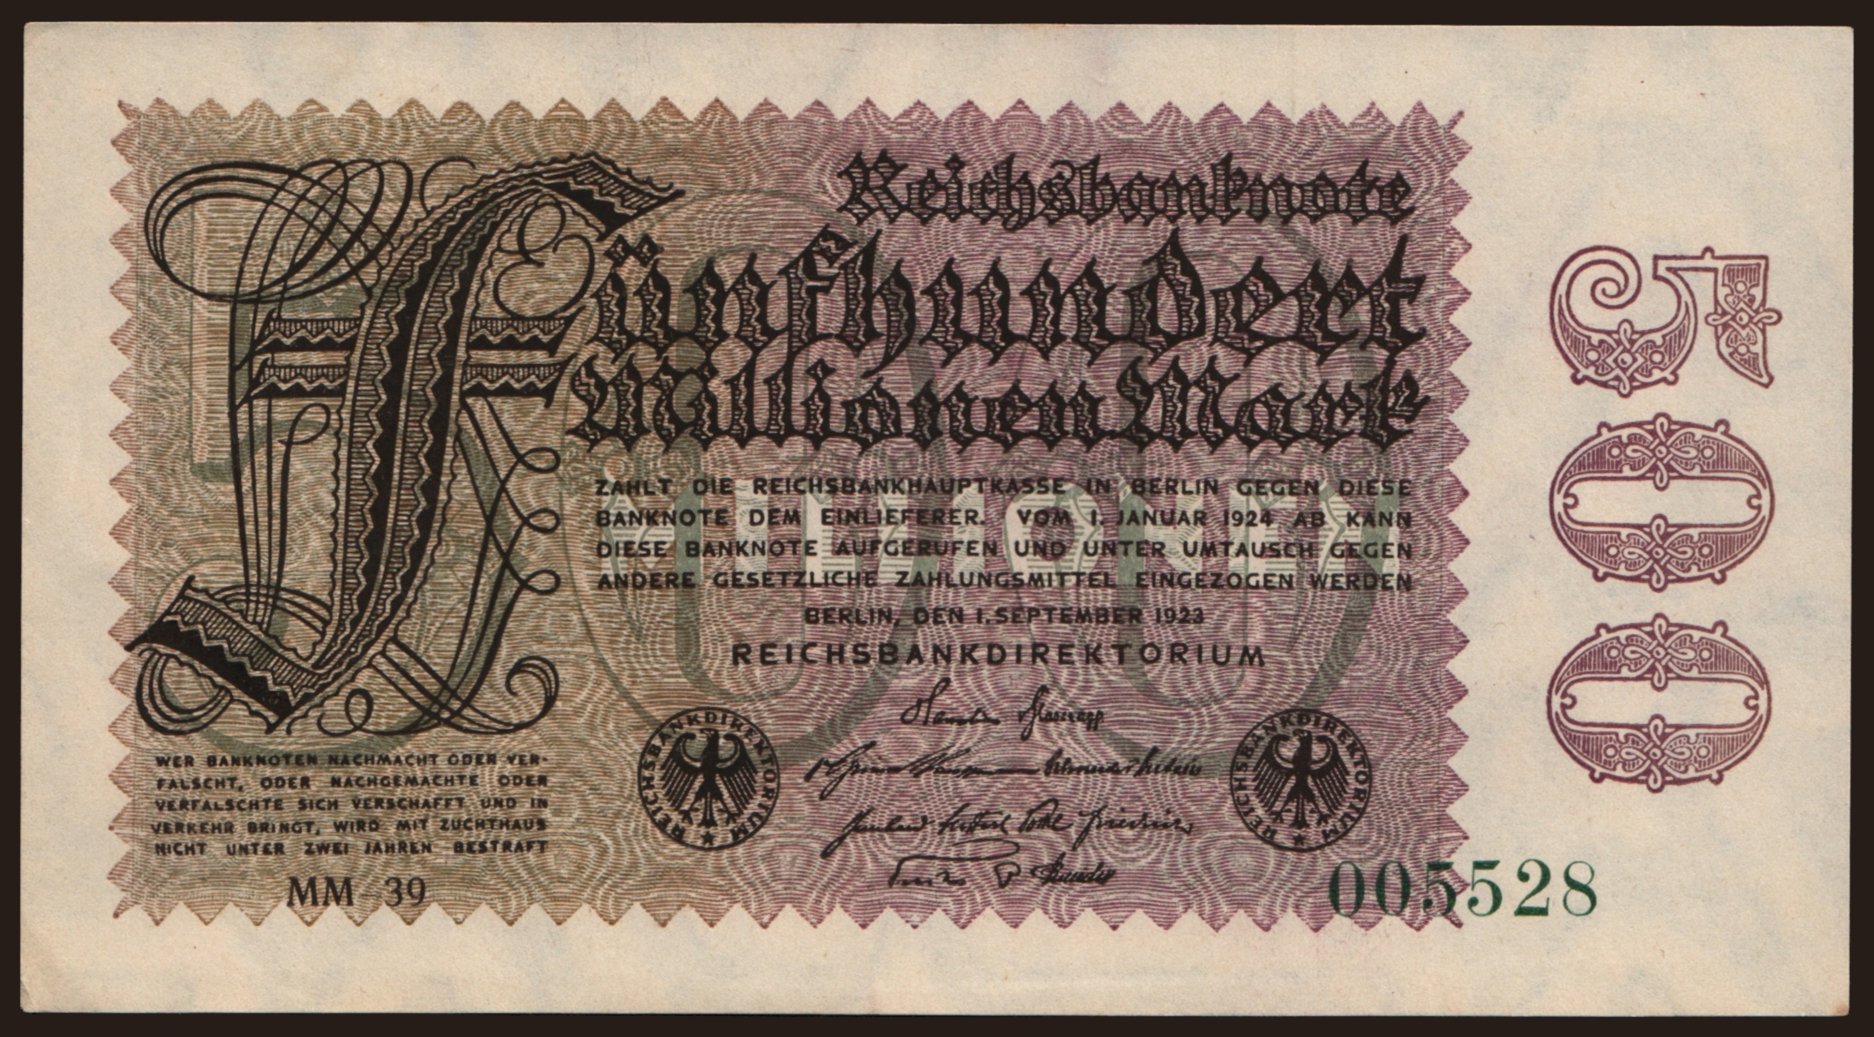 Reichsbanknote
Fünfhundert
Millionen Mark
ZAHLT DIE REICHSBANKHAUPTKASSE IN BERLIN GEGEN DIESE
BANKNOTE DEM EINLIEFERER. VOM 1. JANUAR 1924 AB KANN
DIESE BANKNOTE AUFGERUFEN UND UNTER UMTAUSCH GEGEN
ANDERE GESETZLICHE ZAHLUNGSMITTEL EINGEZOGEN WERDEN
BERLIN, DEN 1. SEPTEMBER 1923
REICHSBANKDIREKTORIUM
REICHSBANKDIREKTORIUM
REICHSBANKDIREKTORIUM
WER BANKNOTEN NACHMACHT ODER VER-
FALSCHT, ODER NACHGEMACHTE ODER
VERFALSCHTE SICH VERSCHAFFT UND IN
VERKEHR BRINGT, WIRD MIT ZUCHTHAUS
NICHT UNTER ZWEI JAHREN BESTRAFT
MM-39
005528
500